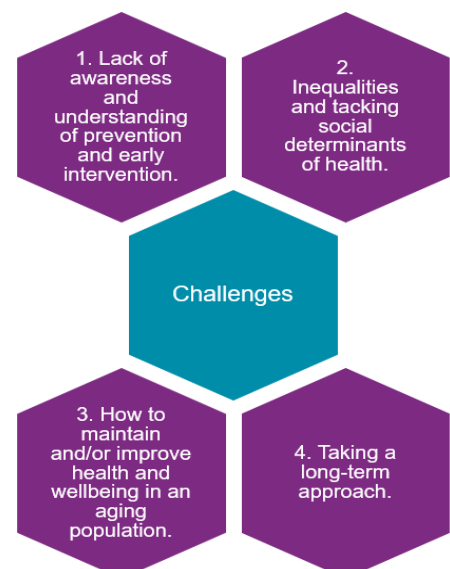 1. Lack of
awareness
and
understanding
of prevention
and early
intervention.
2.
Inequalities
and tacking
social
determinants
of health.
Challenges
3. How to
maintain
and/or improve
health and
wellbeing in an
aging
population.
4. Taking a
long-term
approach.